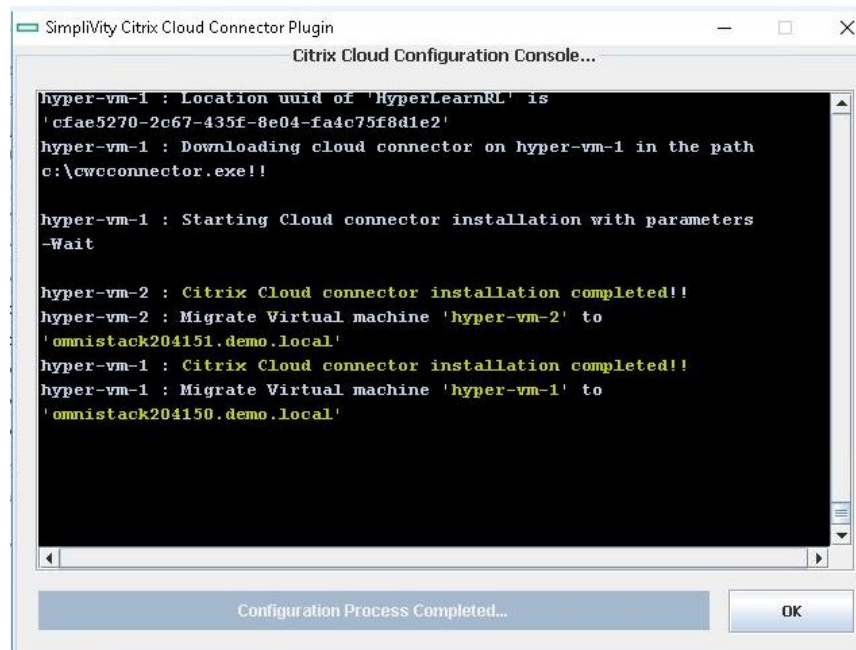 SimpliVity Citrix Cloud Connector Plugin
Citrix Cloud Configuration Console...
hyper-vm-1 : Location uuid of 'HyperLearnRL' is
'cfae5270-2c67-435f-8e04-fa4c75f8d1e2'
hyper-vm-1 : Downloading cloud connector on hyper-vm-1 in the path
c:\cwcconnector.exe!!
hyper-vm-1 : Starting Cloud connector installation with parameters
-Wait
hyper-vm-2 : Citrix Cloud connector installation completed!!
hyper-vm-2 : Migrate Virtual machine 'hyper-vm-2' to
'omnistack204151.demo.local'
hyper-vm-1 : Citrix Cloud connector installation completed!!
hyper-vm-1 : Migrate Virtual machine 'hyper-vm-1' to
'omnistack204150.demo.local'
Configuration Process Completed...
OK